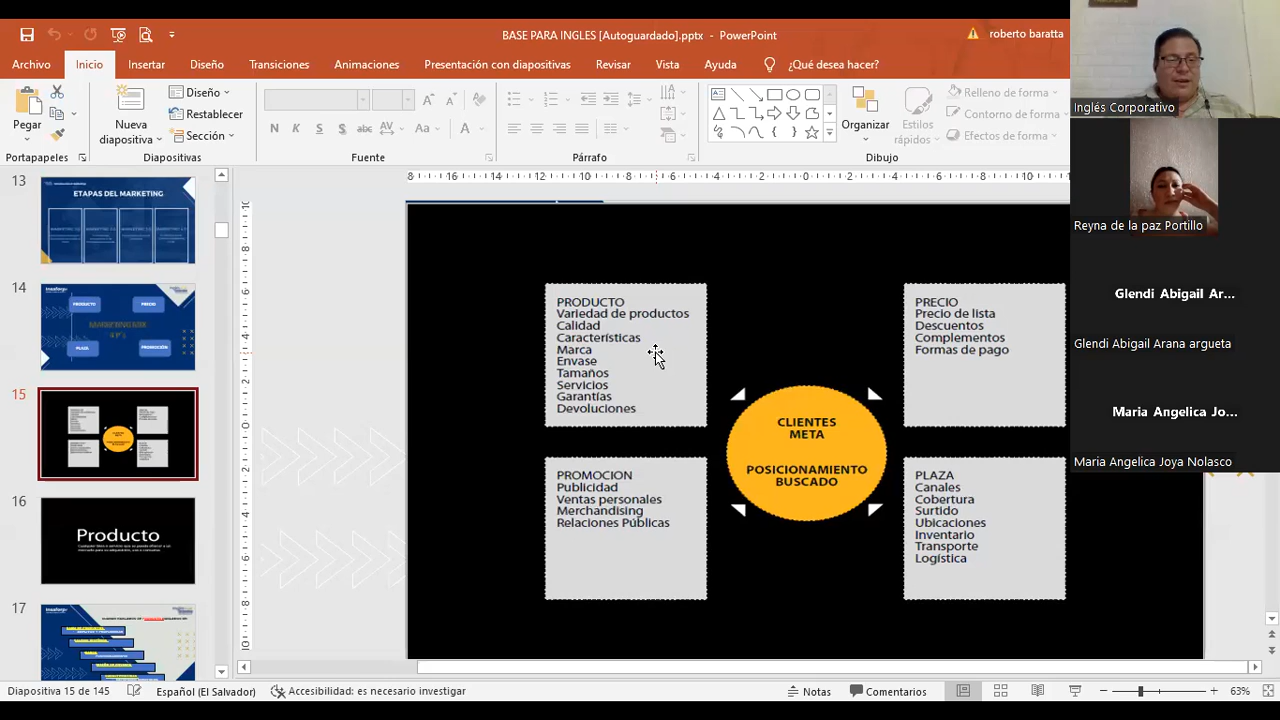 BASE PARA INGLES [Autoguardado].pptx - PowerPoint
roberto baratta
Archivo Inicio Insertar Diseño Transiciones Animaciones Presentación con diapositivas Revisar Vista Ayuda ¿Qué desea hacer?
Pegar
Nueva diapositiva
Diseño
Restablecer
Sección
N K S S abc AV Aa A
Organizar
Estilos rápidos
Relleno de forma
Contorno de forma
Efectos de forma
Portapapeles Diapositivas Fuente Párrafo Dibujo
13
ETAPAS DEL MARKETING
14
PRODUCTO
PRECIO
MARKETING MIX
4 P's
PLAZA
PROMOCIÓN
15
16
Producto
17
PRODUCTO
Variedad de productos
Calidad
Características
Marca
Envase
Tamaños
Servicios
Garantías
Devoluciones
PRECIO
Precio de lista
Descuentos
Complementos
Formas de pago
CLIENTES
META
POSICIONAMIENTO
BUSCADO
PROMOCION
Publicidad
Ventas personales
Merchandising
Relaciones Públicas
PLAZA
Canales
Cobertura
Surtido
Ubicaciones
Inventario
Transporte
Logística
Inglés Corporativo
Reyna de la paz Portillo
Glendi Abigail Ar...
Glendi Abigail Arana argueta
Maria Angelica Jo...
Maria Angelica Joya Nolasco
Diapositiva 15 de 145
Español (El Salvador)
Accesibilidad: es necesario investigar
Notas
Comentarios
63%